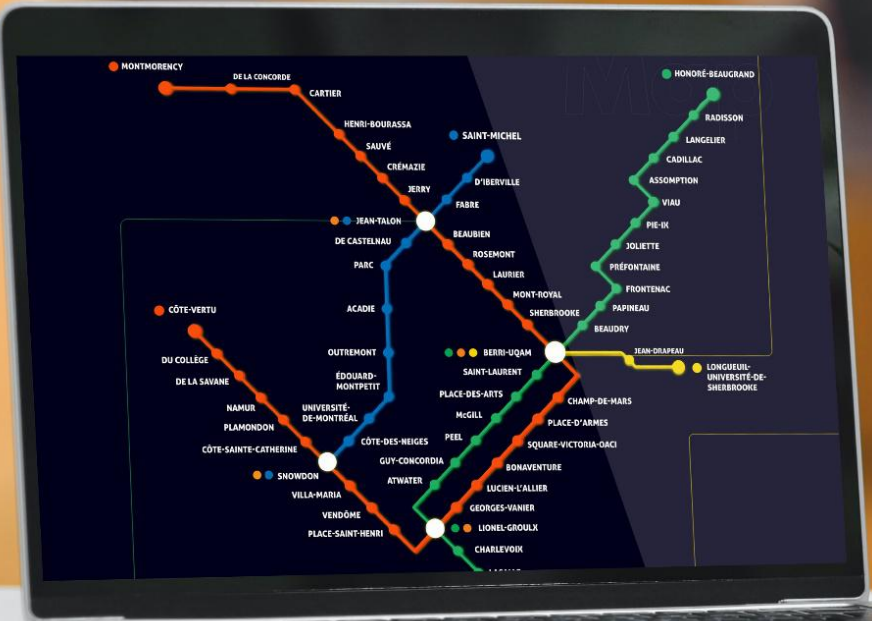 MONTMORENCY
DE LA CONCORDE
CARTIER
HENRI-BOURASSA
SAUVÉ
CRÉMAZIE
JERRY
SAINT-MICHEL
D'IBERVILLE
FABRE
JEAN-TALON
DE CASTELNAU
PARC
ACADIE
OUTREMONT
ÉDOUARD-
MONTPETIT
UNIVERSITÉ-
DE-MONTRÉAL
CÔTE-DES-NEIGES
BEAUBIEN
ROSEMONT
LAURIER
MONT-ROYAL
SHERBROOKE
HONORÉ-BEAUGRAND
RADISSON
LANGELIER
CADILLAC
ASSOMPTION
VIAU
PIE-IX
JOLIETTE
PRÉFONTAINE
FRONTENAC
PAPINEAU
BEAUDRY
BERRI-UQAM
JEAN-DRAPEAU
LONGUEUIL-
UNIVERSITÉ-DE-
SHERBROOKE
SAINT-LAURENT
PLACE-DES-ARTS
McGILL
PEEL
GUY-CONCORDIA
ATWATER
CHAMP-DE-MARS
PLACE-D'ARMES
SQUARE-VICTORIA-OACI
BONAVENTURE
LUCIEN-L'ALLIER
GEORGES-VANIER
LIONEL-GROULX
CHARLEVOIX
CÔTE-VERTU
DU COLLÈGE
DE LA SAVANE
NAMUR
PLAMONDON
CÔTE-SAINTE-CATHERINE
SNOWDON
VILLA-MARIA
VENDÔME
PLACE-SAINT-HENRI